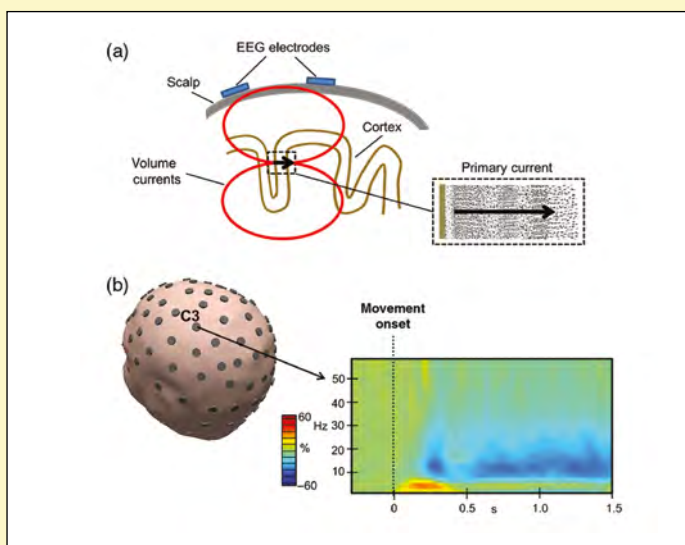 (a)
EEG electrodes
Scalp
Cortex
Volume
currents
Primary current
(b)
C3
Movement
onset
60
Hz
%
-60
50
40
30
20
10
0
0.5
s
1.0
1.5